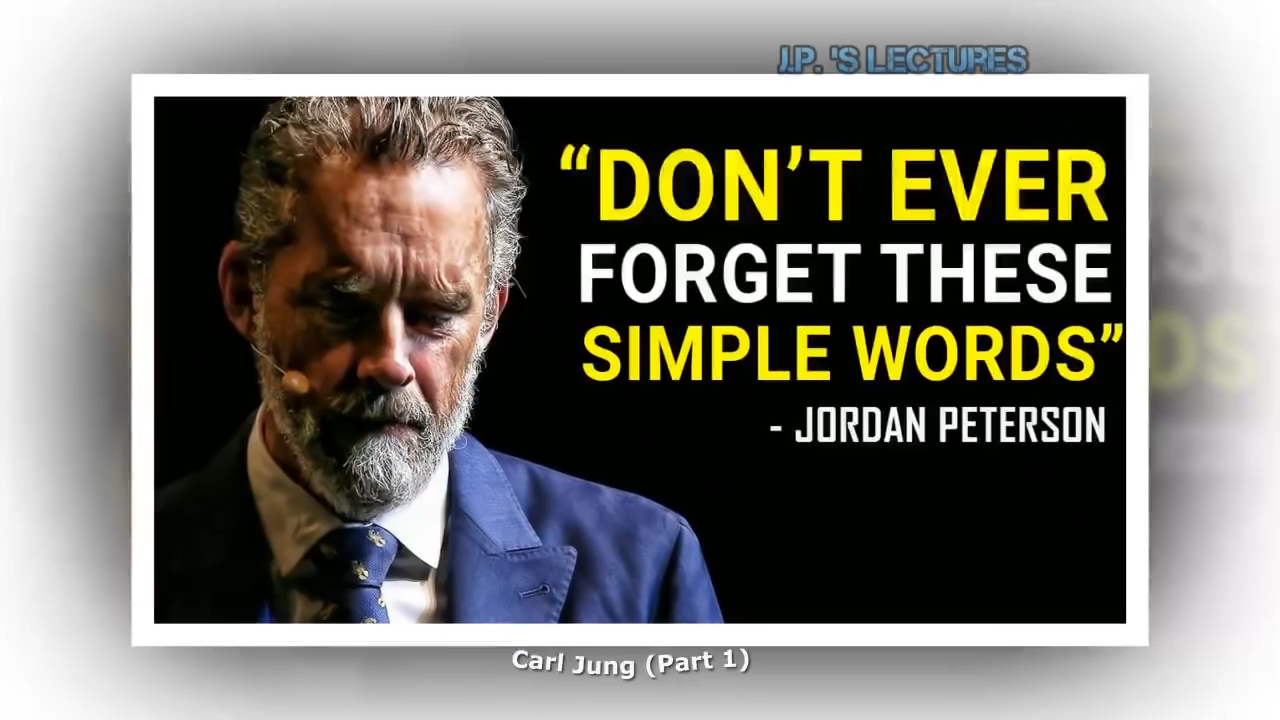 J.P. 'S LECTURES
“DON’T EVER
FORGET THESE
SIMPLE WORDS”
- JORDAN PETERSON
Carl Jung (Part 1)